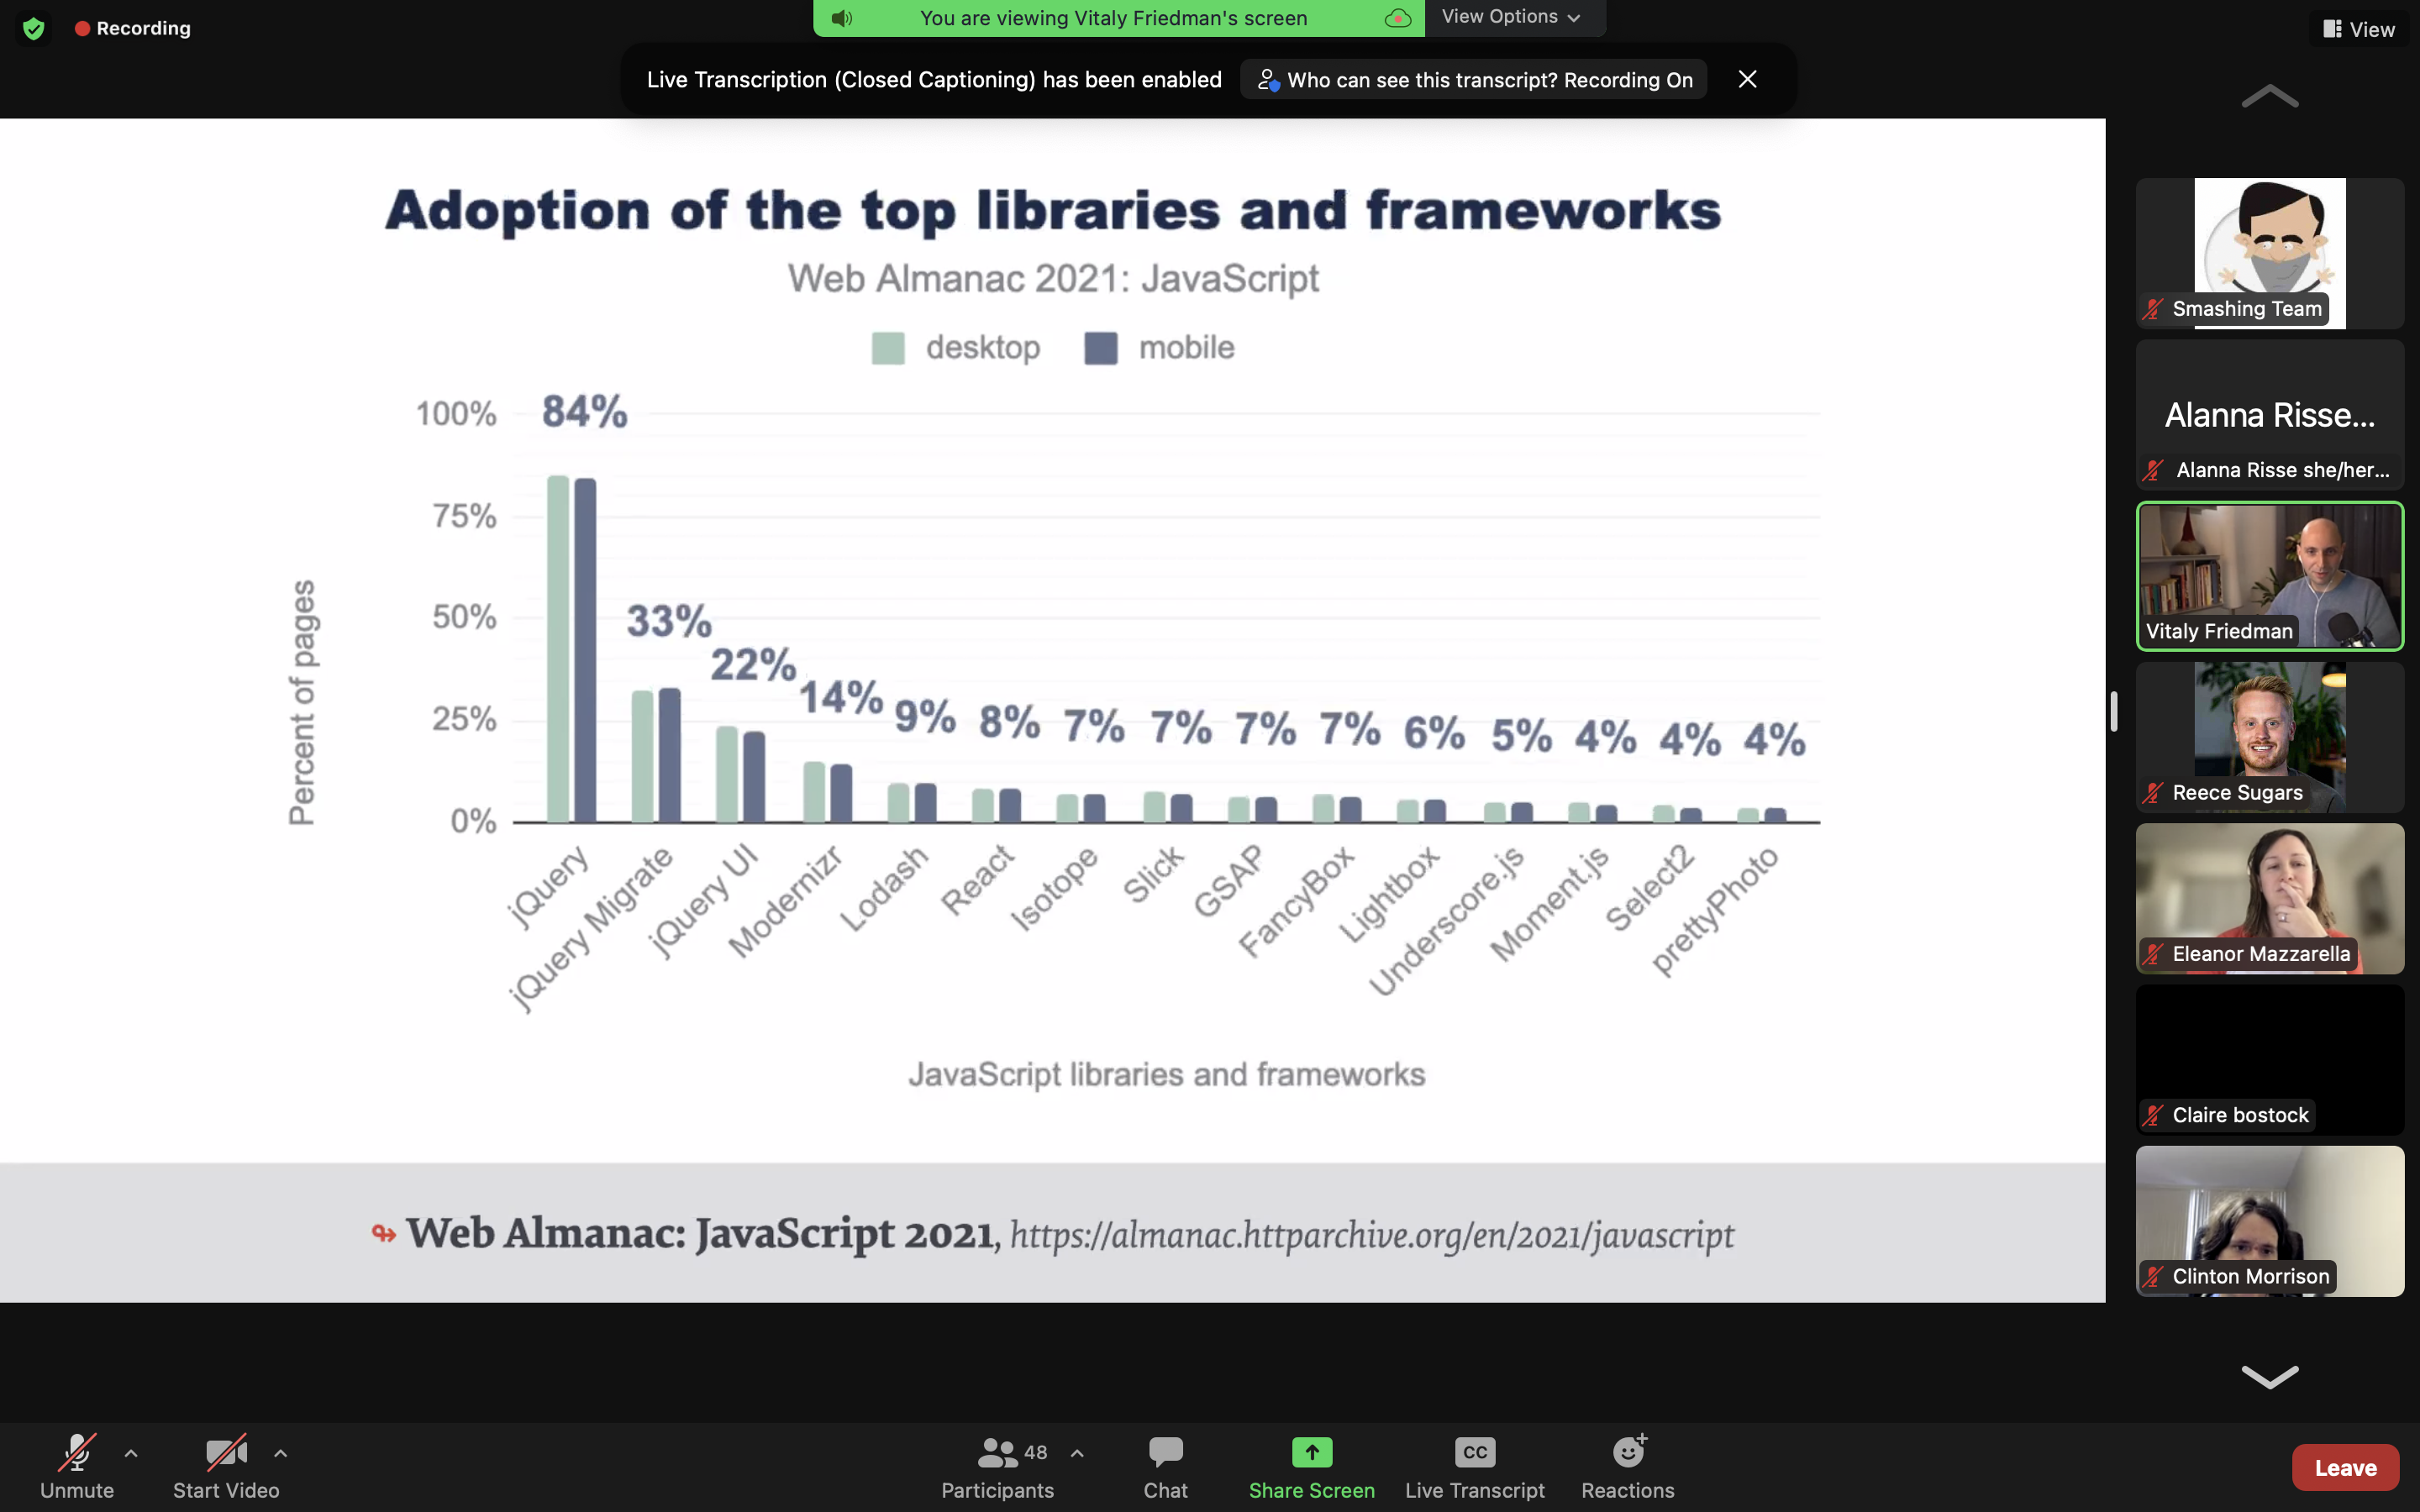 Recording
You are viewing Vitaly Friedman's screen
View Options
View
Live Transcription (Closed Captioning) has been enabled
Who can see this transcript? Recording On
Adoption of the top libraries and frameworks
Web Almanac 2021: JavaScript
desktop mobile
100%
75%
50%
25%
0%
Percent of pages
84%
33%
22%
14%
9%
8%
7%
7%
7%
7%
6%
5%
4%
4%
4%
jQuery
jQuery Migrate
jQuery UI
Modernizr
Lodash
React
Isotope
Slick
GSAP
FancyBox
Lightbox
Underscore.js
Moment.js
Select2
prettyPhoto
JavaScript libraries and frameworks
Web Almanac: JavaScript 2021, https://almanac.httparchive.org/en/2021/javascript
Smashing Team
Alanna Risse...
Alanna Risse she/her...
Vitaly Friedman
Reece Sugars
Eleanor Mazzarella
Claire bostock
Clinton Morrison
Unmute
Start Video
48
Participants
Chat
Share Screen
CC
Live Transcript
Reactions
Leave